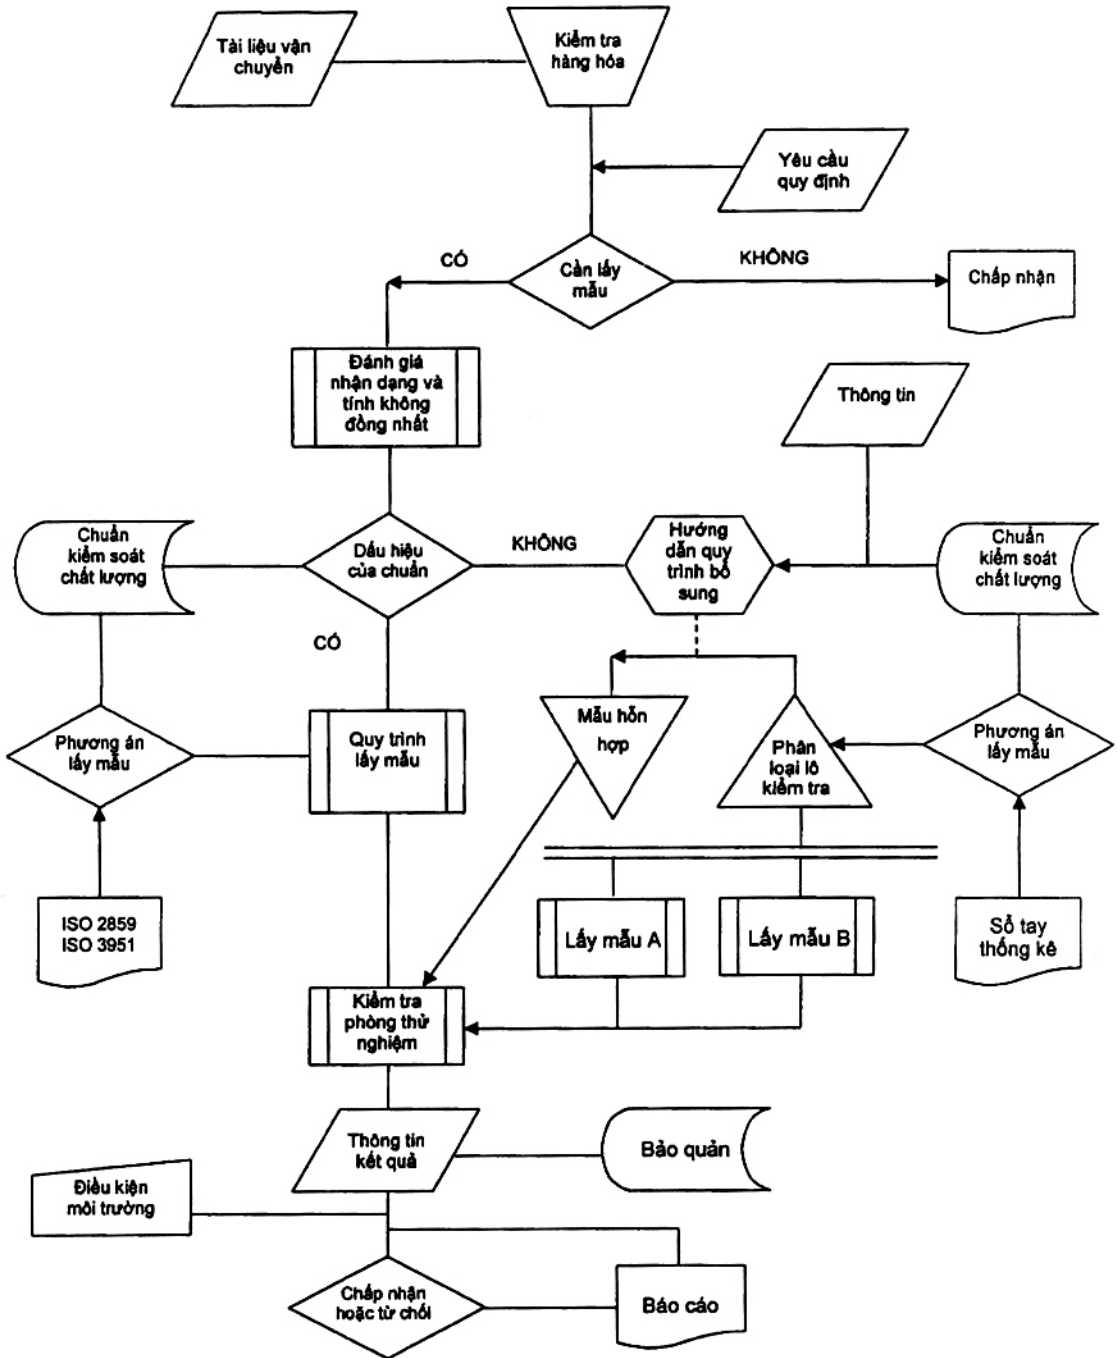 Tài liệu vận
chuyển
Kiểm tra
hàng hóa
Yêu cầu
quy định
CÓ
Cần lấy
mẫu
KHÔNG
Chấp nhận
Đánh giá
nhận dạng và
tính không
đồng nhất
Thông tin
Chuẩn
kiểm soát
chất lượng
Dấu hiệu
của chuẩn
KHÔNG
Hướng
dẫn quy
trình bổ
sung
Chuẩn
kiểm soát
chất lượng
CÓ
Phương án
lấy mẫu
Quy trình
lấy mẫu
Mẫu hỗn
hợp
Phân
loại lô
kiểm tra
Phương án
lấy mẫu
ISO 2859
ISO 3951
Lấy mẫu A
Lấy mẫu B
Sổ tay
thống kê
Kiểm tra
phòng thử
nghiệm
Thông tin
kết quả
Bảo quản
Điều kiện
môi trường
Chấp nhận
hoặc từ chối
Báo cáo